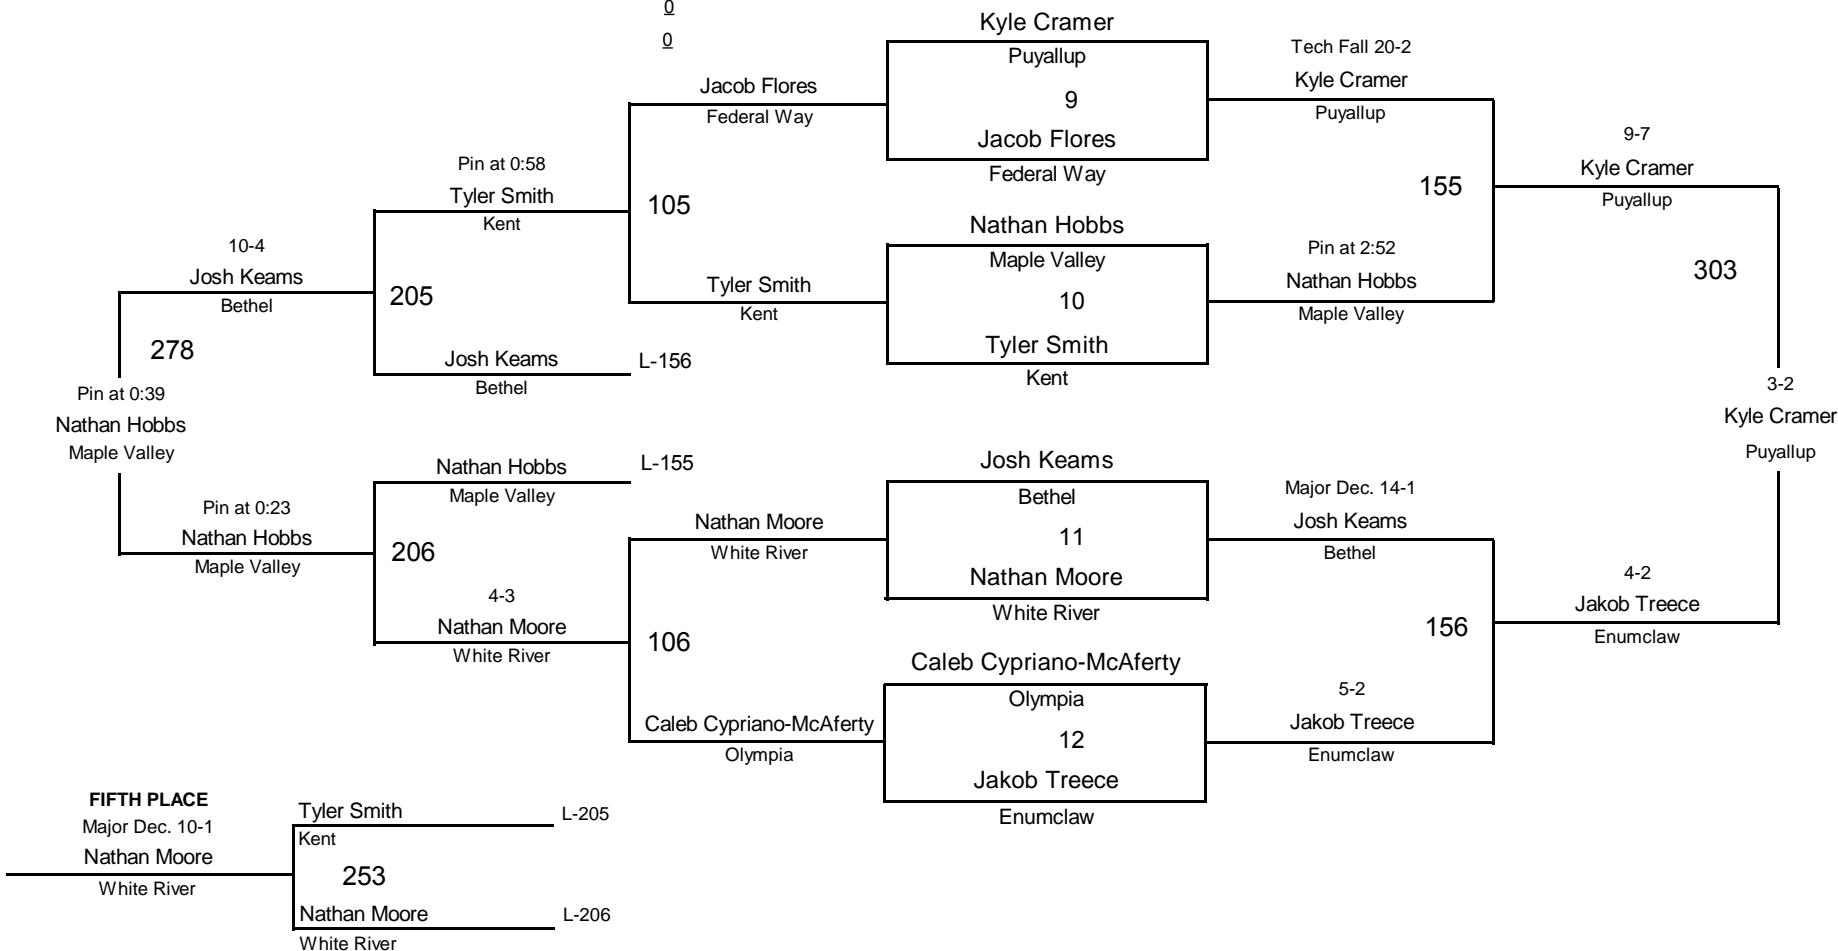 0
0
Kyle Cramer
Puyallup
9
Jacob Flores
Federal Way
Jacob Flores
Federal Way
Tech Fall 20-2
Kyle Cramer
Puyallup
9-7
Kyle Cramer
Puyallup
Pin at 0:58
Tyler Smith
Kent
105
155
Nathan Hobbs
Maple Valley
10
Tyler Smith
Kent
Tyler Smith
Kent
Pin at 2:52
Nathan Hobbs
Maple Valley
303
10-4
Josh Keams
Bethel
205
278
Josh Keams
Bethel
L-156
Pin at 0:39
Nathan Hobbs
Maple Valley
3-2
Kyle Cramer
Puyallup
Nathan Hobbs
Maple Valley
L-155
Josh Keams
Bethel
11
Nathan Moore
White River
Nathan Moore
White River
Major Dec. 14-1
Josh Keams
Bethel
Pin at 0:23
Nathan Hobbs
Maple Valley
206
4-3
Nathan Moore
White River
106
156
4-2
Jakob Treece
Enumclaw
Caleb Cypriano-McAferty
Olympia
12
Jakob Treece
Enumclaw
Caleb Cypriano-McAferty
Olympia
5-2
Jakob Treece
Enumclaw
FIFTH PLACE
Major Dec. 10-1
Nathan Moore
White River
Tyler Smith
Kent
L-205
253
Nathan Moore
White River
L-206